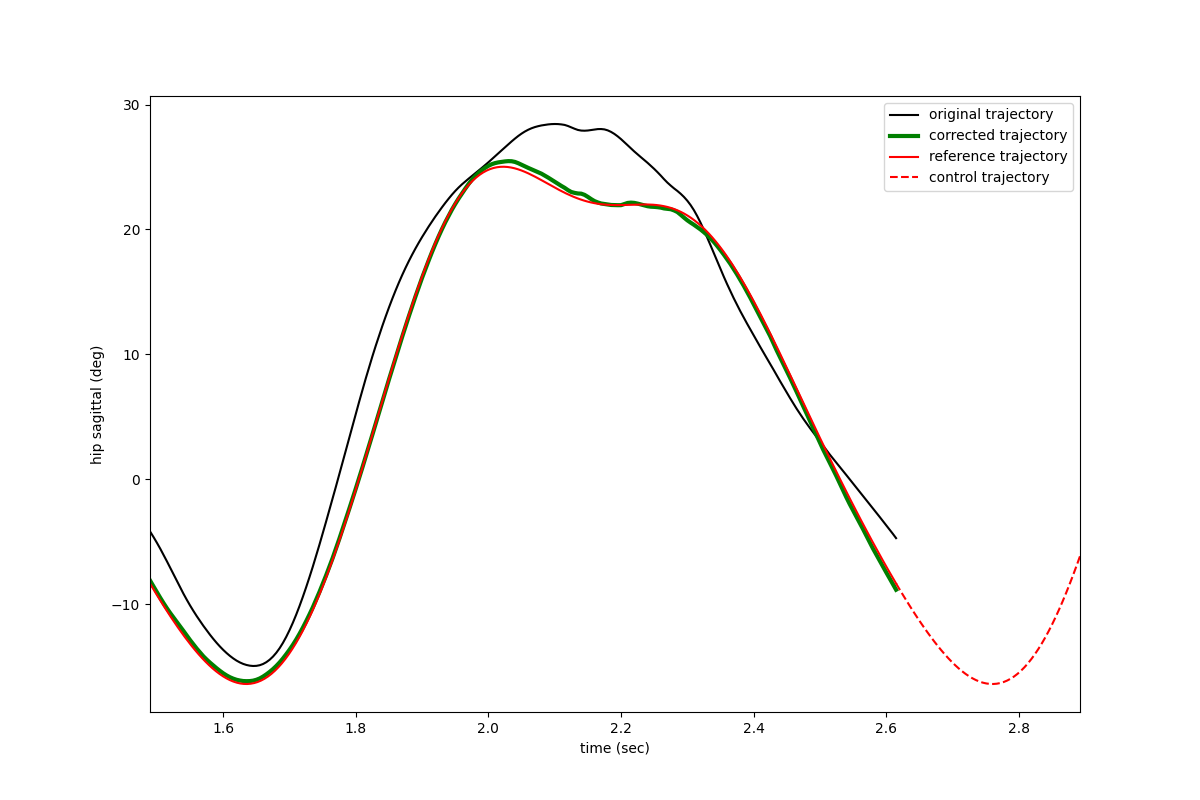 30
20
10
0
−10
hip sagittal (deg)
original trajectory
corrected trajectory
reference trajectory
control trajectory
1.6 1.8 2.0 2.2 2.4 2.6 2.8
time (sec)